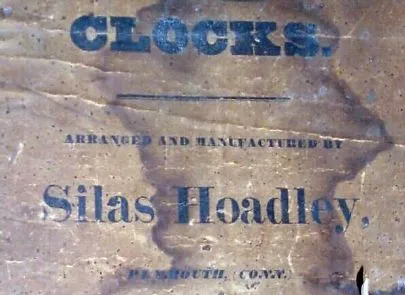 CLOCKS.
ARRANGED AND MANUFACTURED BY
Silas Hoadley,
PLYMOUTH, CONN.